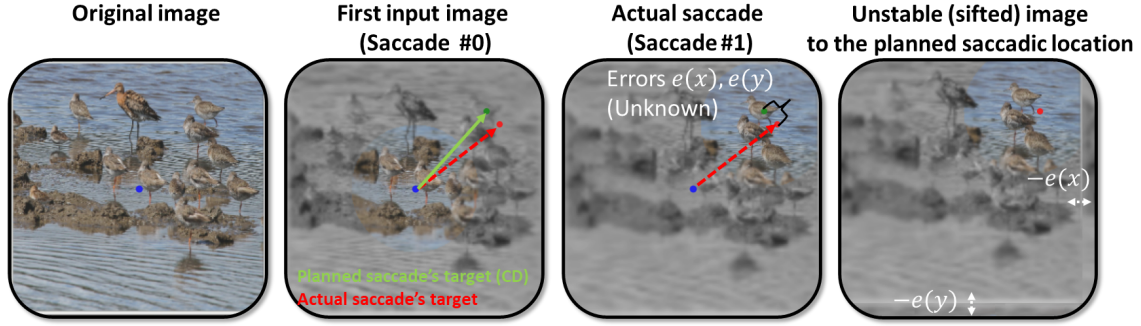 Original image
First input image
(Saccade #0)
Actual saccade
(Saccade #1)
Unstable (sifted) image
to the planned saccadic location
Planned saccade's target (CD)
Actual saccade's target
Errors e(x), e(y)
(Unknown)
−e(x)
−e(y)